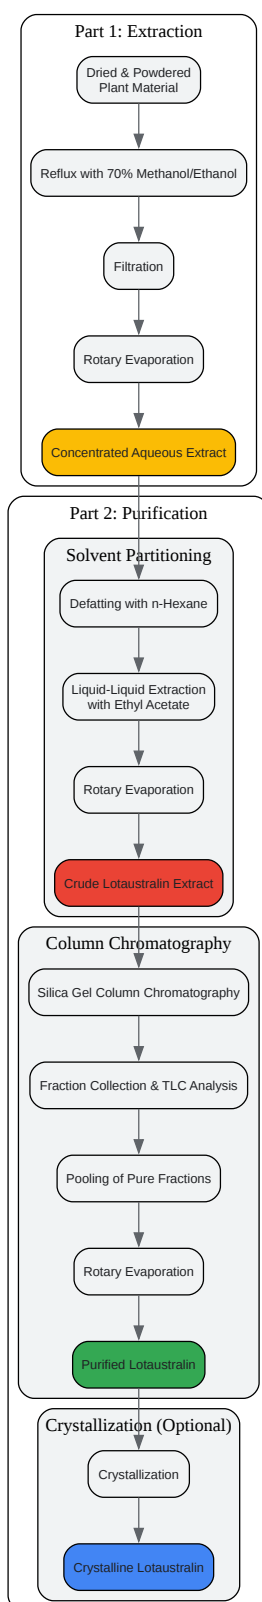 Part 1: Extraction
Dried & Powdered
Plant Material
Reflux with 70% Methanol/Ethanol
Filtration
Rotary Evaporation
Concentrated Aqueous Extract
Part 2: Purification
Solvent Partitioning
Defatting with n-Hexane
Liquid-Liquid Extraction
with Ethyl Acetate
Rotary Evaporation
Crude Lotaustralin Extract
Column Chromatography
Silica Gel Column Chromatography
Fraction Collection & TLC Analysis
Pooling of Pure Fractions
Rotary Evaporation
Purified Lotaustralin
Crystallization (Optional)
Crystallization
Crystalline Lotaustralin